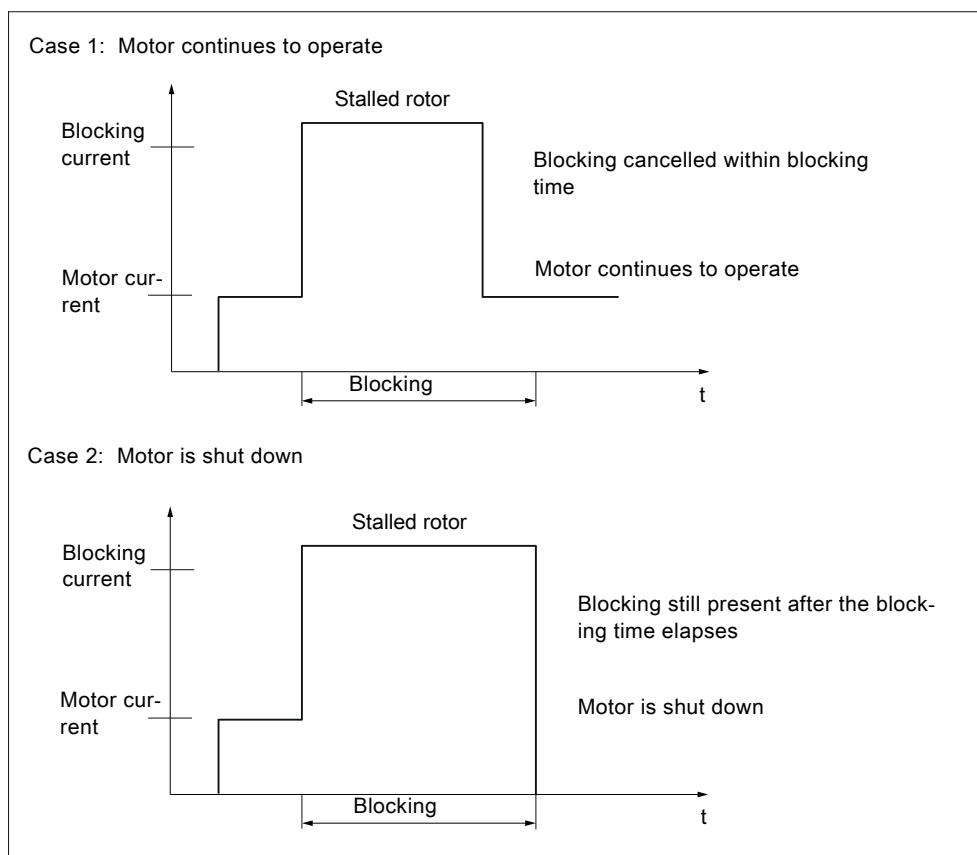 Case 1: Motor continues to operate
Stalled rotor
Blocking
current
Blocking cancelled within blocking
time
Motor cur-
rent
Motor continues to operate
Blocking
t
Case 2: Motor is shut down
Stalled rotor
Blocking
current
Blocking still present after the block-
ing time elapses
Motor cur-
rent
Motor is shut down
Blocking
t